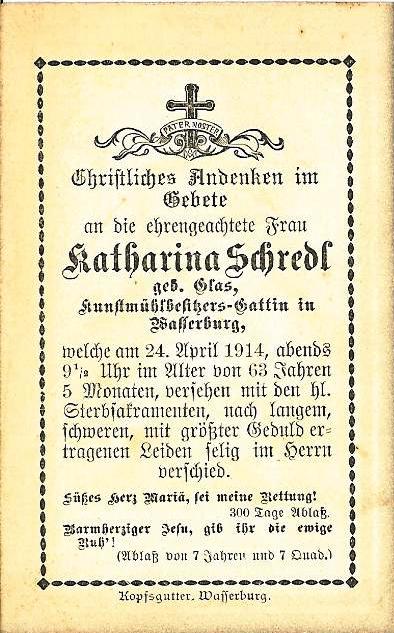 PATER NOSTER
Christliches Andenken im
Gebete
an die ehrengeachtete Frau
Katharina Schredl
geb. Glas,
Kunstmühlbesitzers-Gattin in
Wasserburg,
welche am 24. April 1914, abends
9½ Uhr im Alter von 63 Jahren
5 Monaten, versehen mit den hl.
Sterbsakramenten, nach langem,
schweren, mit größter Geduld er-
tragenen Leiden selig im Herrn
verschied.
Süßes Herz Mariä, sei meine Rettung!
300 Tage Ablaß.
Barmherziger Jesu, gib ihr die ewige
Ruh'!
(Ablaß von 7 Jahren und 7 Quad.)
Kopfsgutter, Wasserburg.